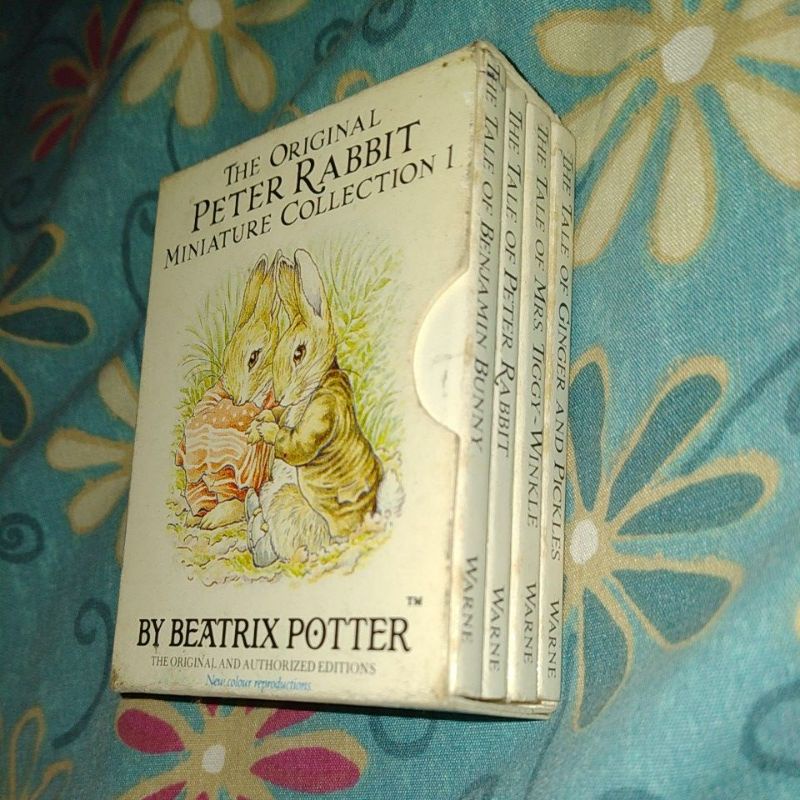 THE ORIGINAL
PETER RABBIT
MINIATURE COLLECTION 1
BY BEATRIX POTTER™
THE ORIGINAL AND AUTHORIZED EDITIONS
New colour reproductions
THE TALE OF BENJAMIN BUNNY WARNE
THE TALE OF PETER RABBIT WARNE
THE TALE OF MRS. TIGGY-WINKLE WARNE
THE TALE OF GINGER AND PICKLES WARNE